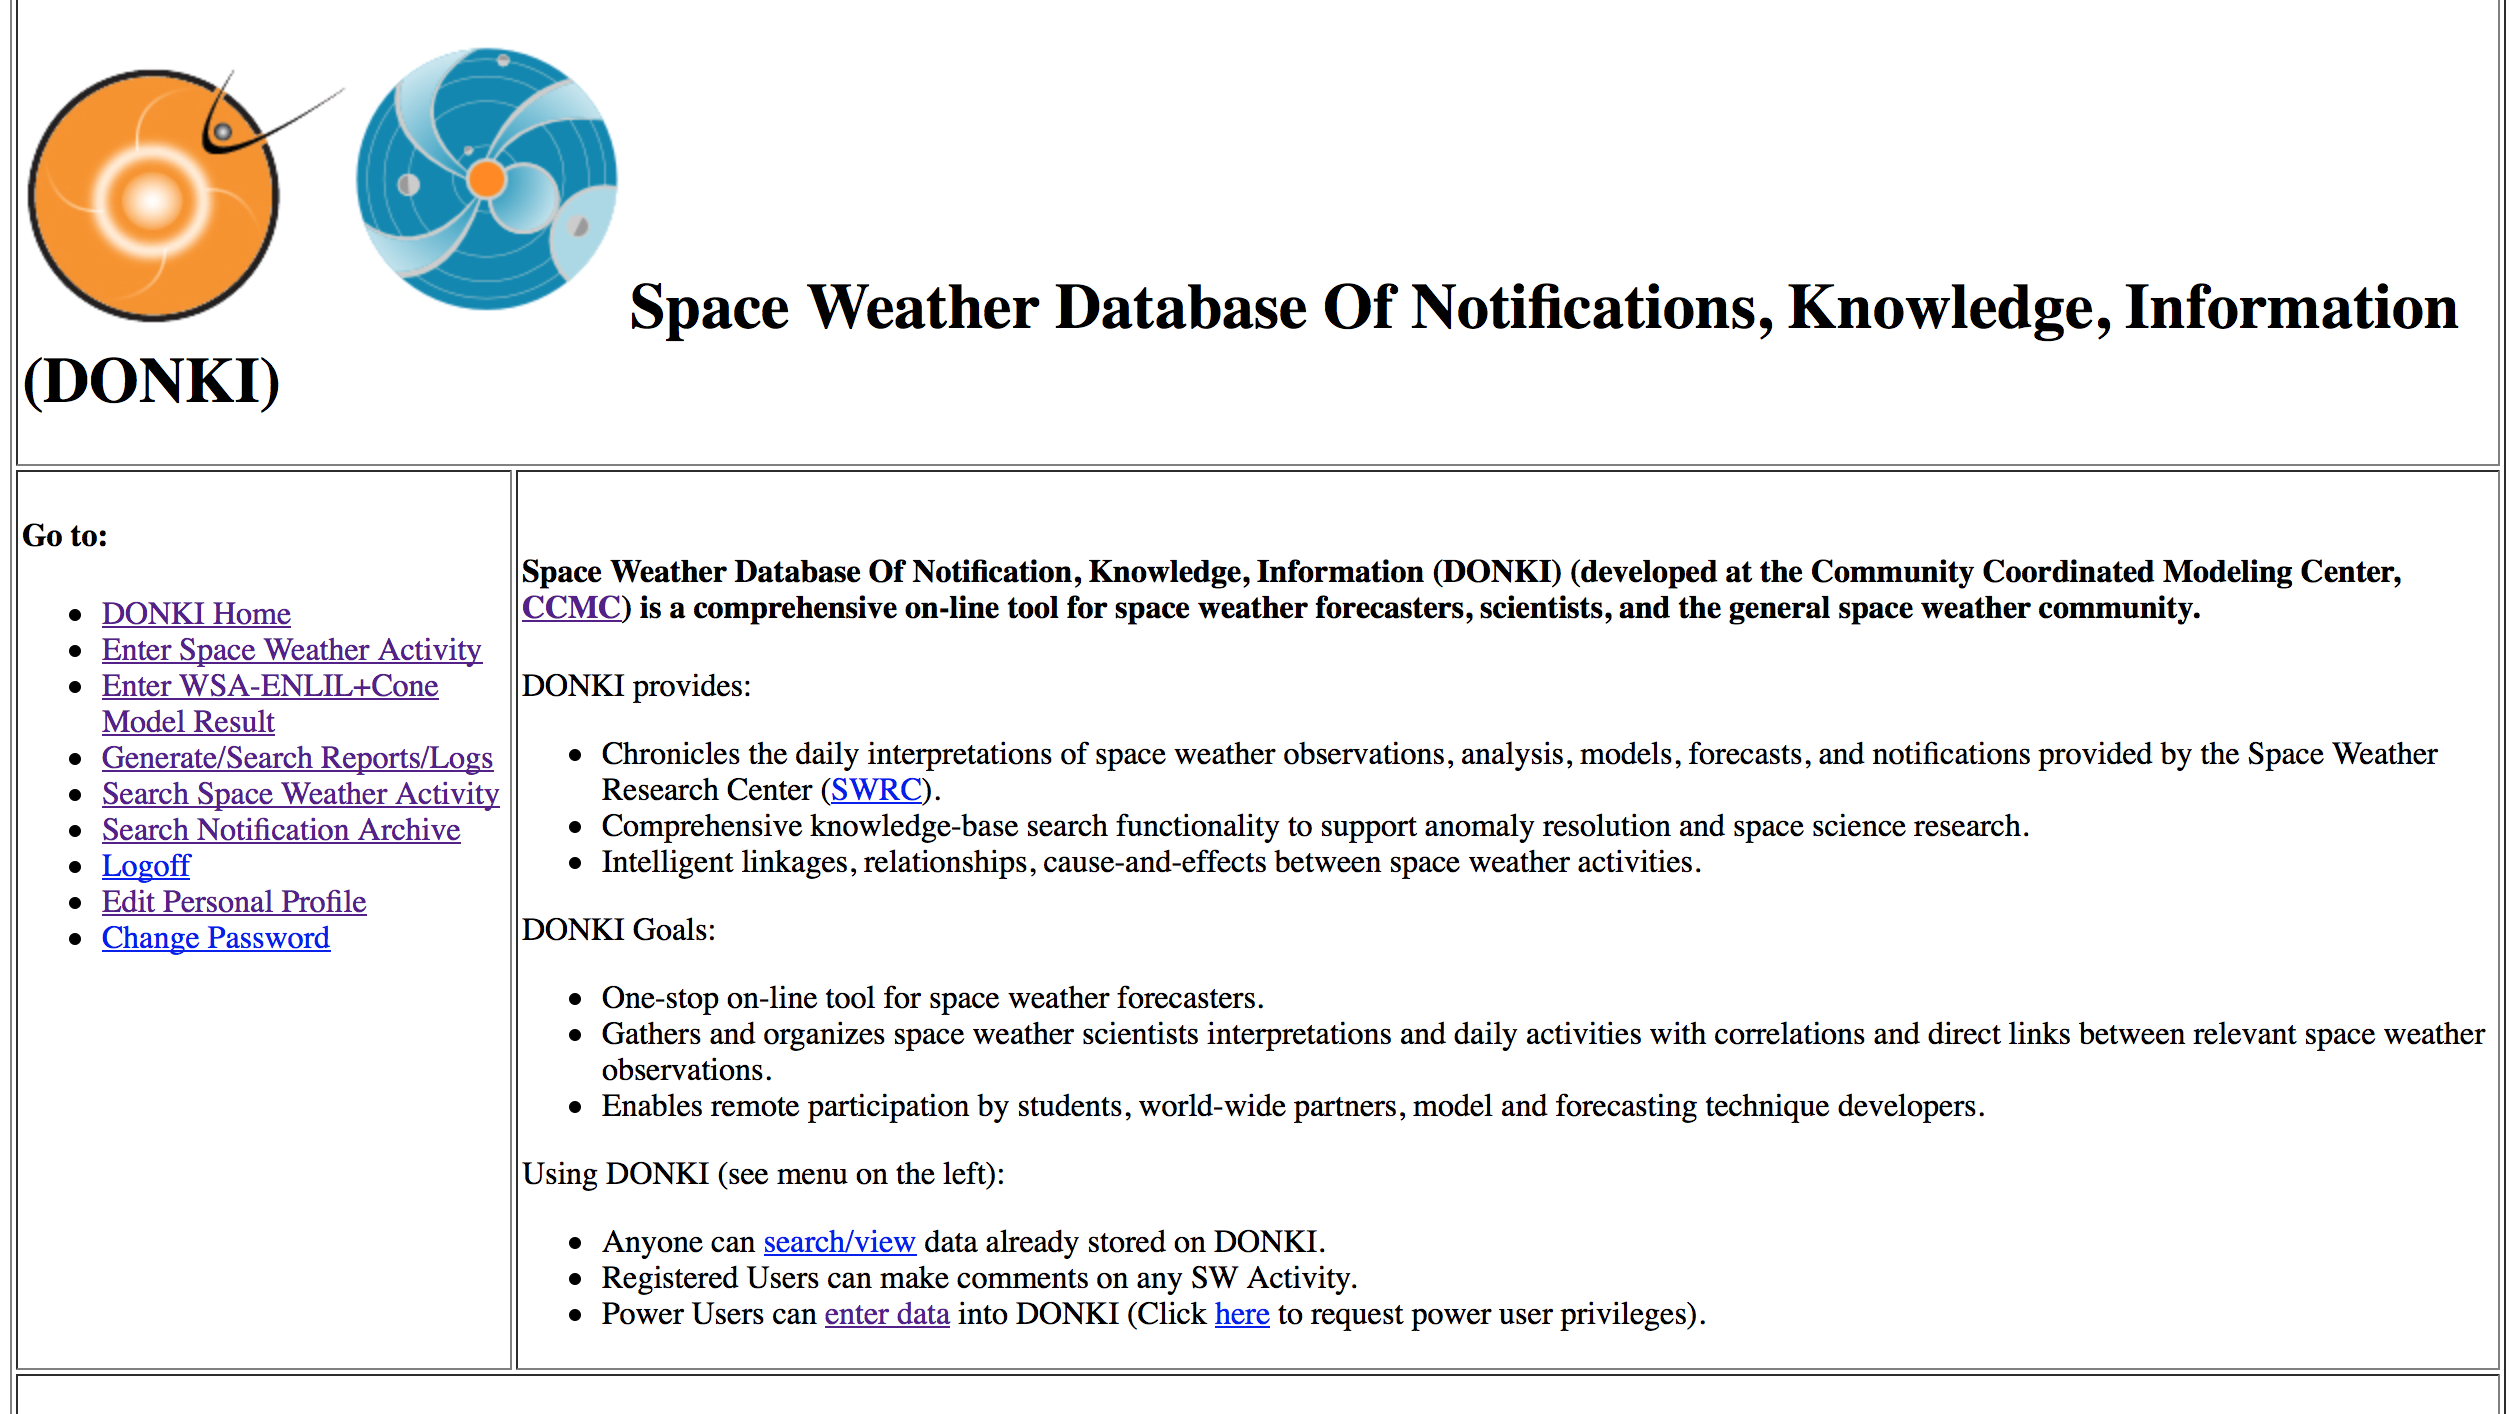 Space Weather Database Of Notifications, Knowledge, Information
(DONKI)
Go to:
DONKI Home
Enter Space Weather Activity
Enter WSA-ENLIL+Cone
Model Result
Generate/Search Reports/Logs
Search Space Weather Activity
Search Notification Archive
Logoff
Edit Personal Profile
Change Password
Space Weather Database Of Notification, Knowledge, Information (DONKI) (developed at the Community Coordinated Modeling Center,
CCMC) is a comprehensive on-line tool for space weather forecasters, scientists, and the general space weather community.
DONKI provides:
Chronicles the daily interpretations of space weather observations, analysis, models, forecasts, and notifications provided by the Space Weather
Research Center (SWRC).
Comprehensive knowledge-base search functionality to support anomaly resolution and space science research.
Intelligent linkages, relationships, cause-and-effects between space weather activities.
DONKI Goals:
One-stop on-line tool for space weather forecasters.
Gathers and organizes space weather scientists interpretations and daily activities with correlations and direct links between relevant space weather
observations.
Enables remote participation by students, world-wide partners, model and forecasting technique developers.
Using DONKI (see menu on the left):
Anyone can search/view data already stored on DONKI.
Registered Users can make comments on any SW Activity.
Power Users can enter data into DONKI (Click here to request power user privileges).